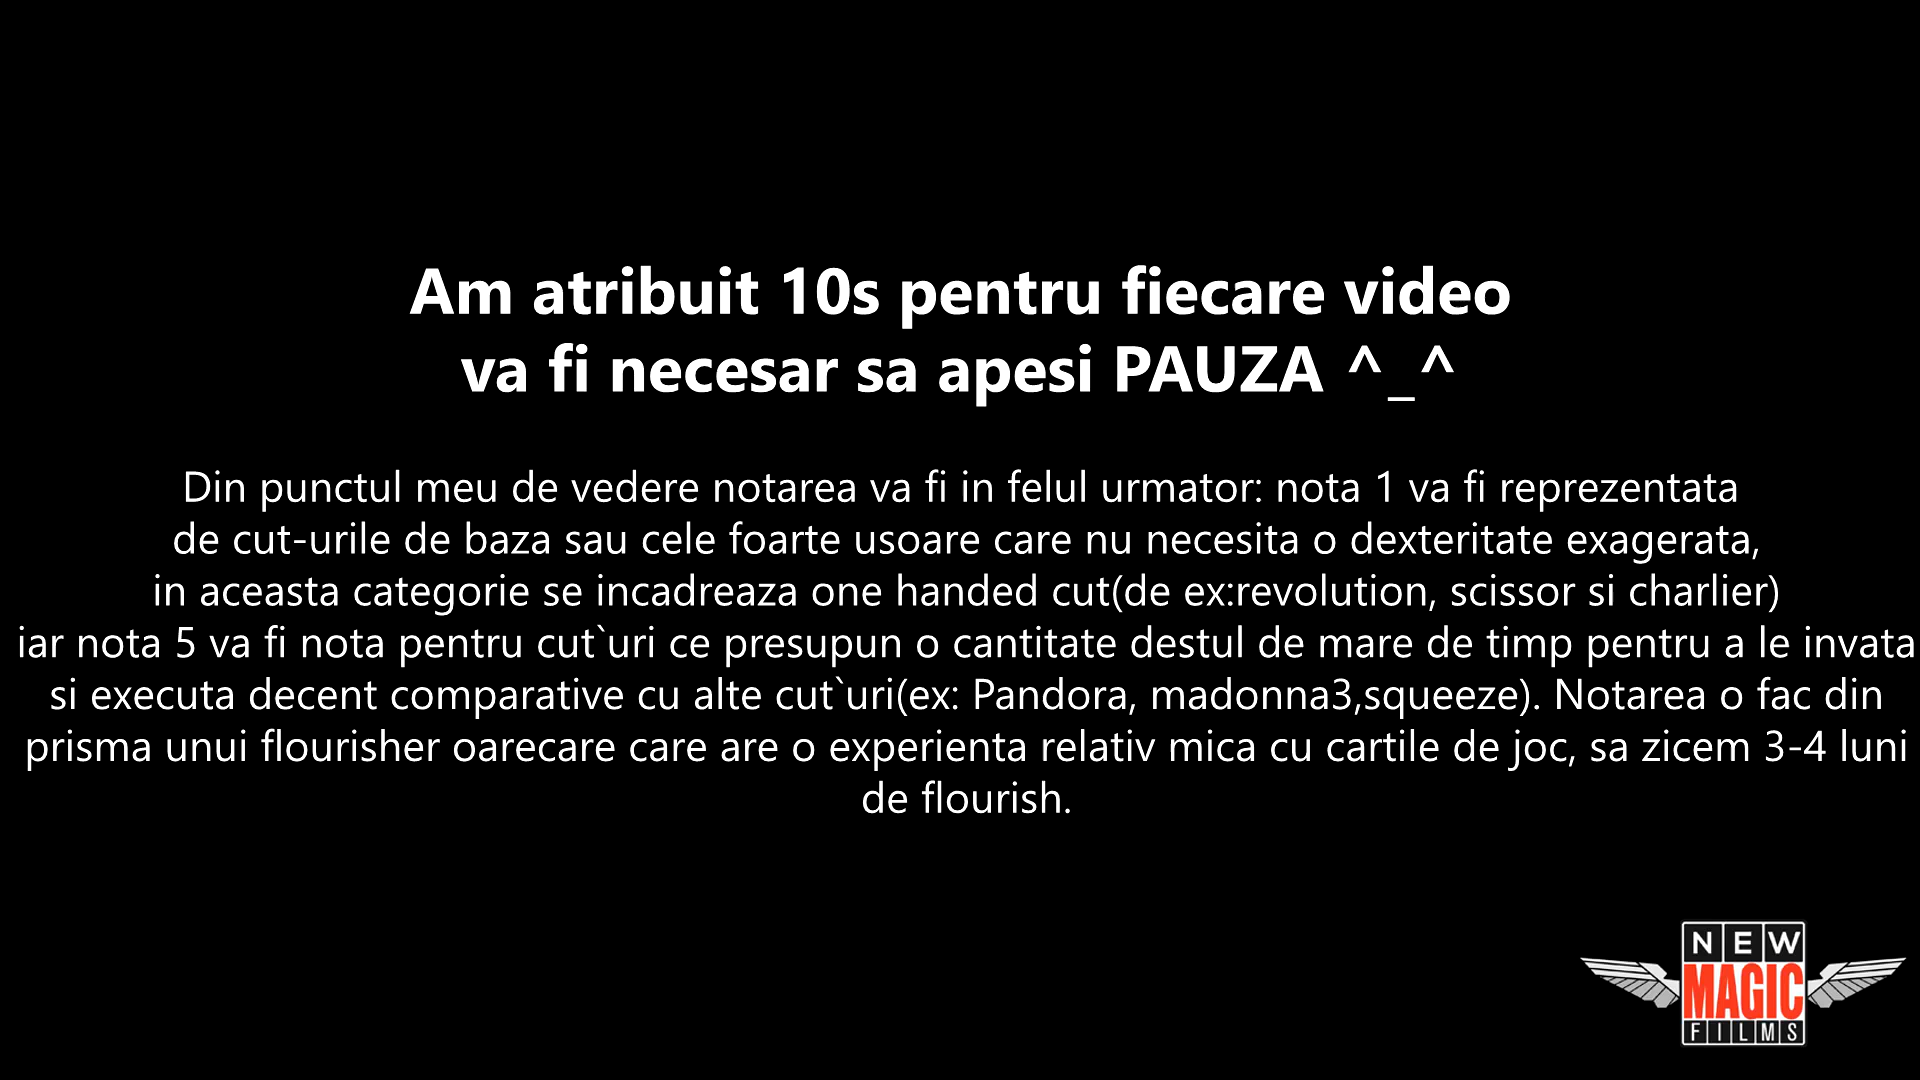 Am atribuit 10s pentru fiecare video
va fi necesar sa apesi PAUZA ^_^
Din punctul meu de vedere notarea va fi in felul urmator: nota 1 va fi reprezentata
de cut-urile de baza sau cele foarte usoare care nu necesita o dexteritate exagerata,
in aceasta categorie se incadreaza one handed cut(de ex:revolution, scissor si charlier)
iar nota 5 va fi nota pentru cut`uri ce presupun o cantitate destul de mare de timp pentru a le invata
si executa decent comparative cu alte cut`uri(ex: Pandora, madonna3,squeeze). Notarea o fac din
prisma unui flourisher oarecare care are o experienta relativ mica cu cartile de joc, sa zicem 3-4 luni
de flourish.
NEW
MAGIC
FILMS